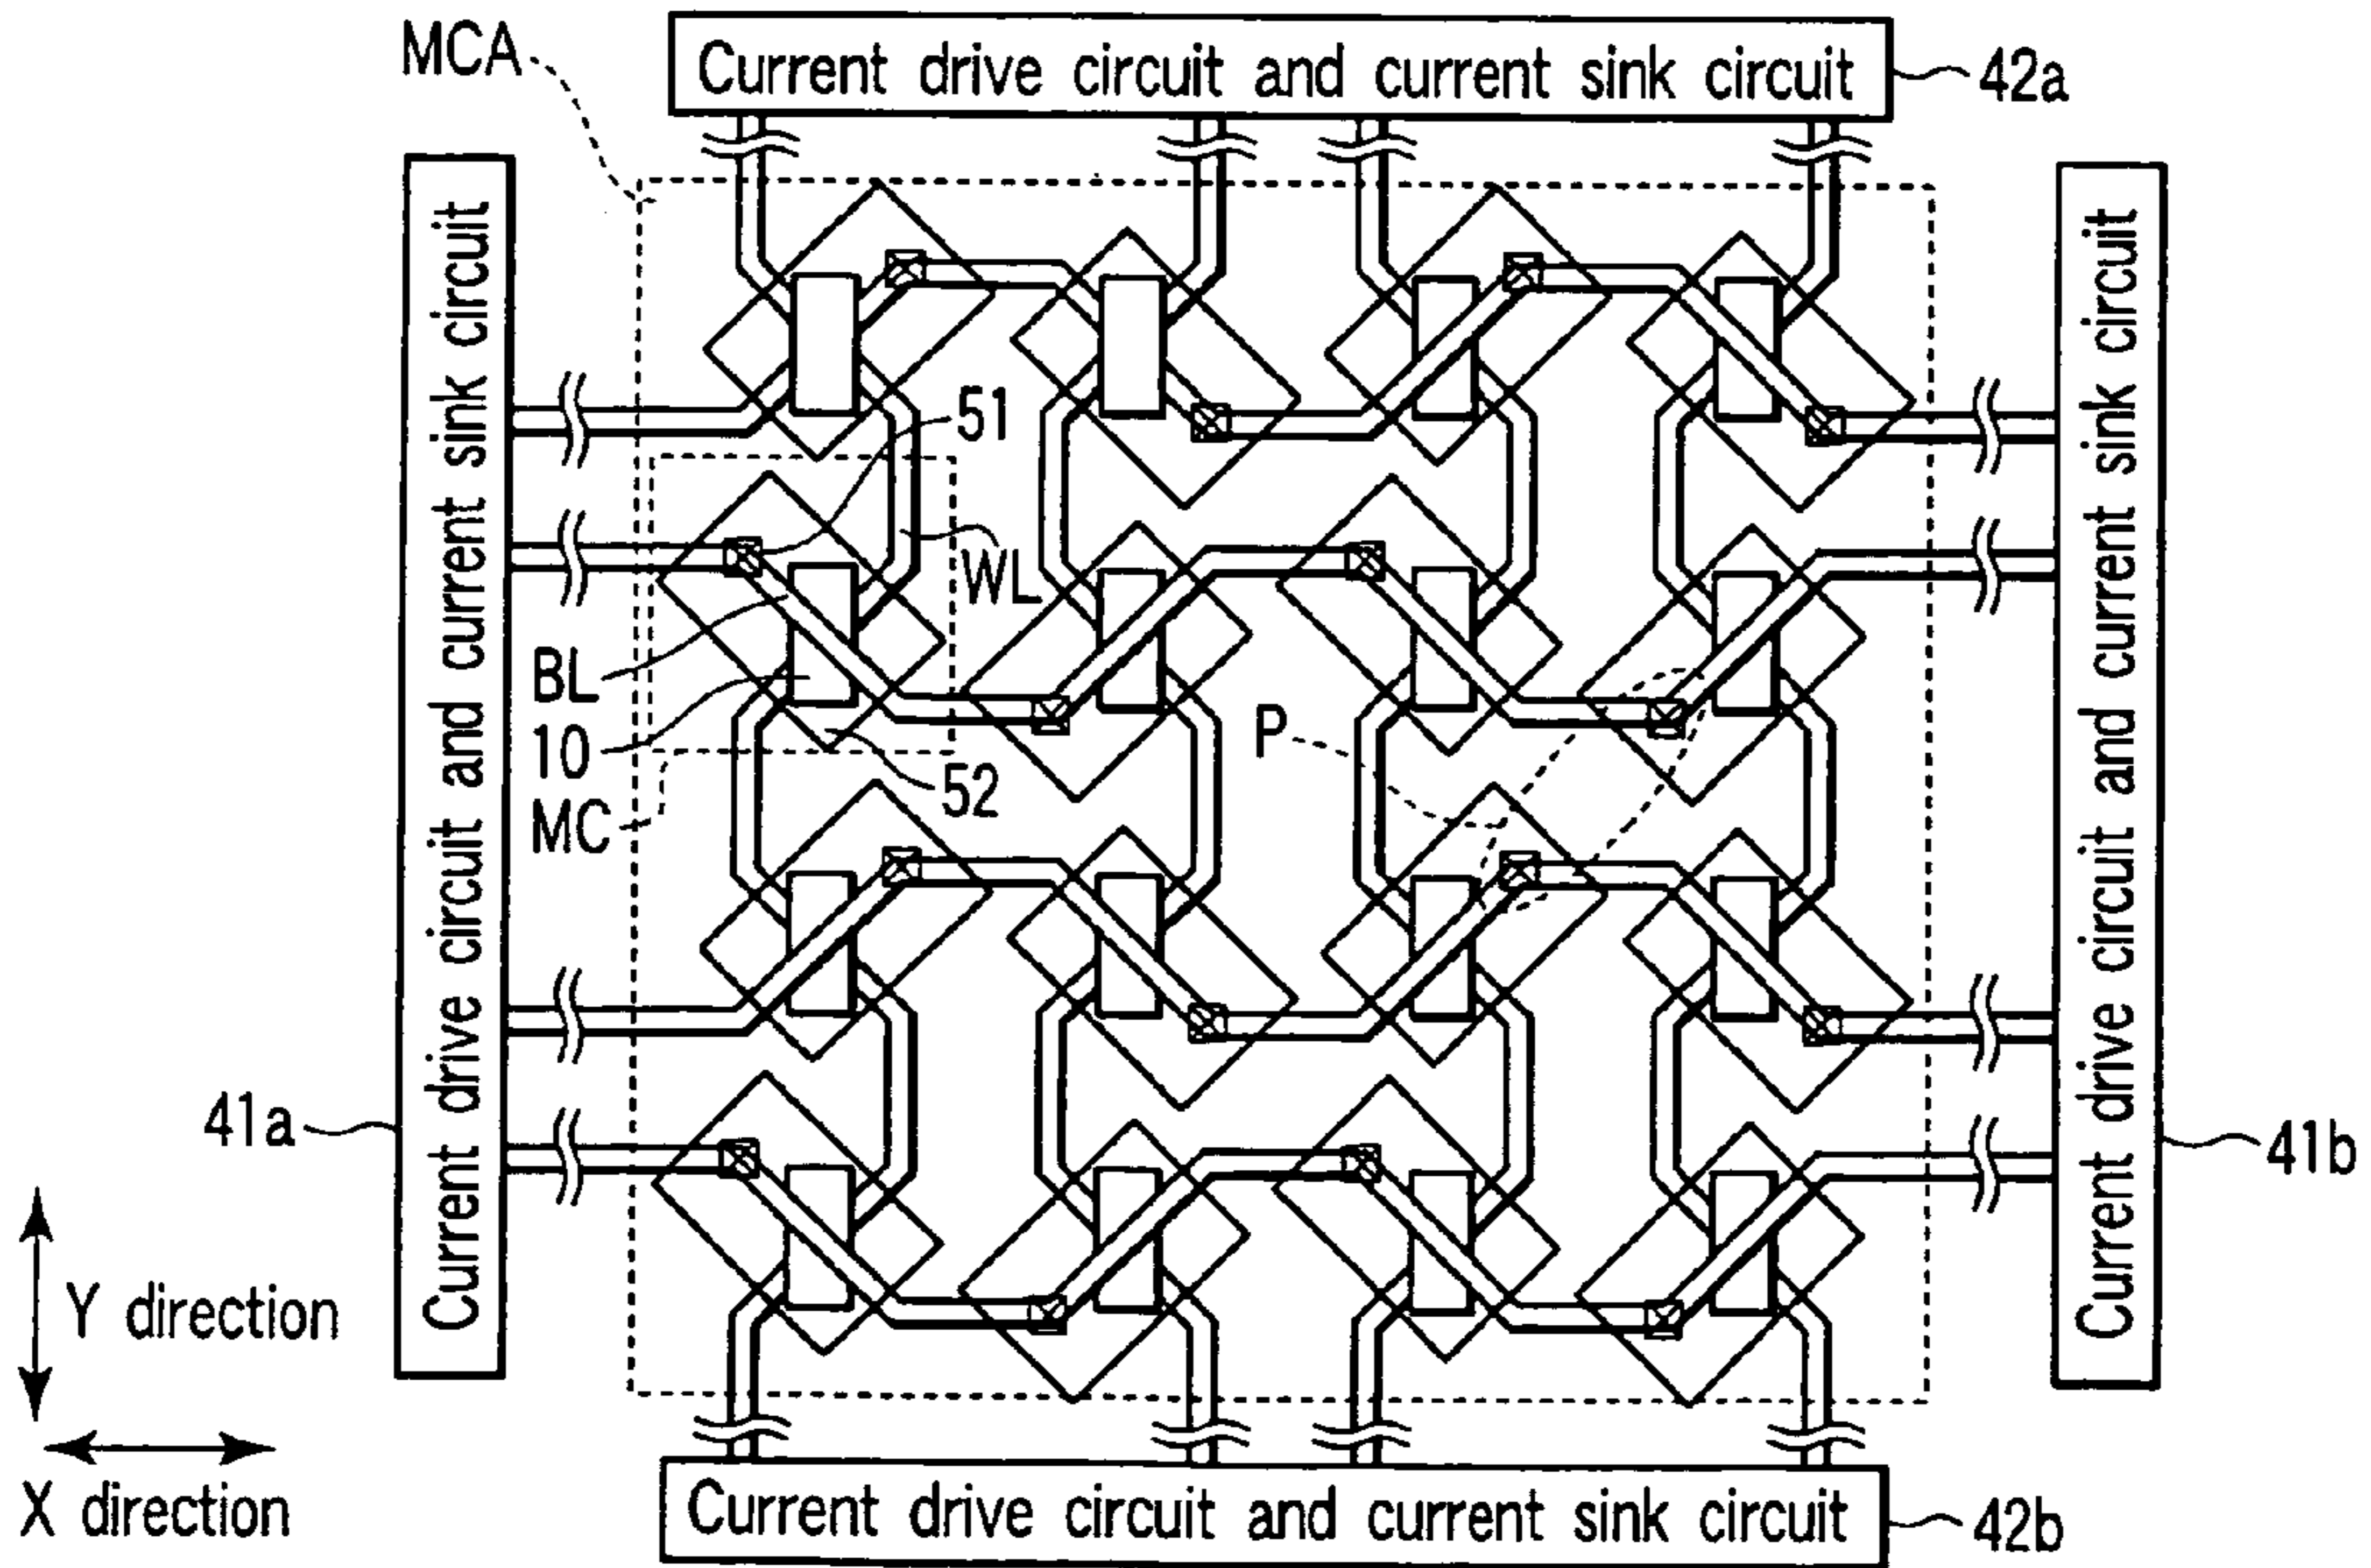 MCA
Current drive circuit and current sink circuit
42a
Current drive circuit and current sink circuit
Current drive circuit and current sink circuit
51
WL
BL
10
MC
52
P
41a
41b
Y direction
X direction
Current drive circuit and current sink circuit
42b